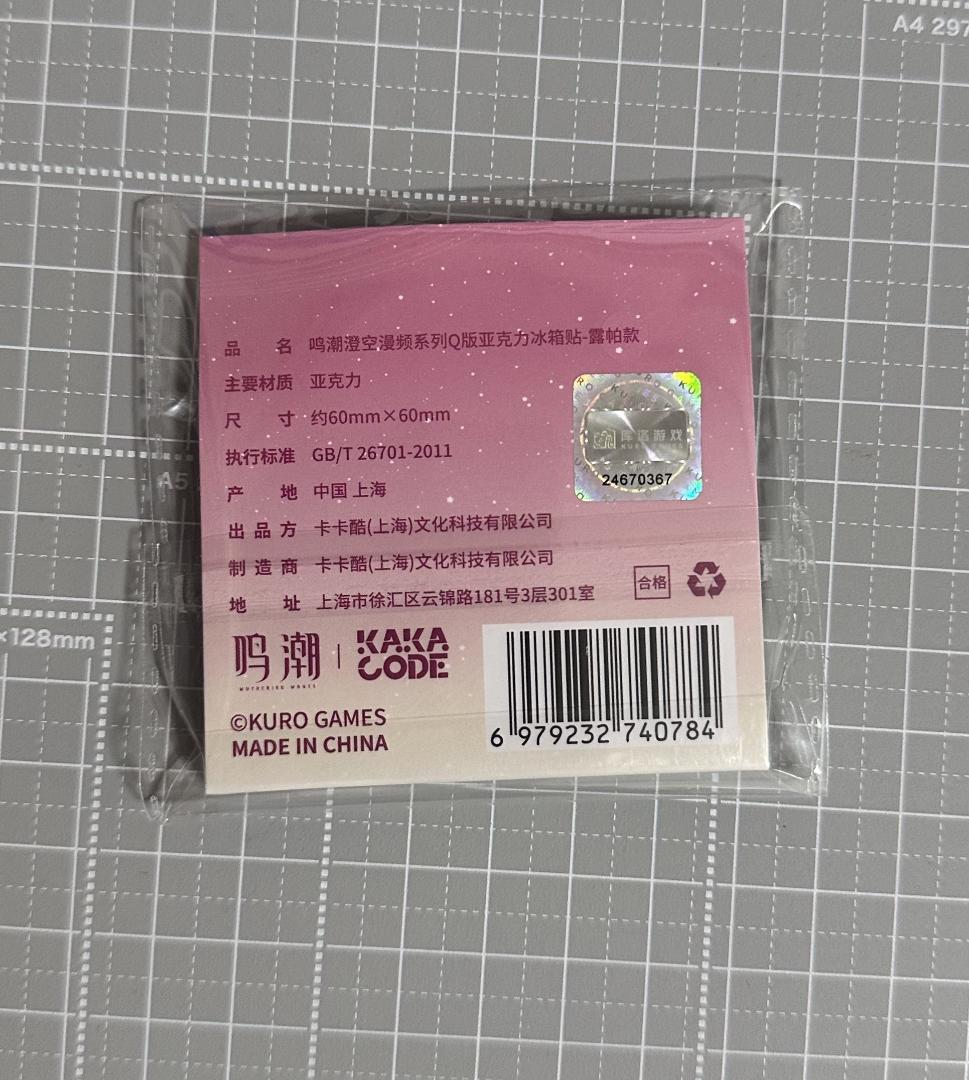 A4 297
品 名 鸣潮澄空漫频系列Q版亚克力冰箱贴-露帕款
主要材质 亚克力
尺 寸 约60mm×60mm
执行标准 GB/T 26701-2011
产 地 中国 上海
出品方 卡卡酷(上海)文化科技有限公司
制造商 卡卡酷(上海)文化科技有限公司
地 址 上海市徐汇区云锦路181号3层301室
库洛游戏
24670367
合格
A5
×128mm
鸣潮
WUTHERING WAVES
KAKA
CODE
©KURO GAMES
MADE IN CHINA
6 979232 740784